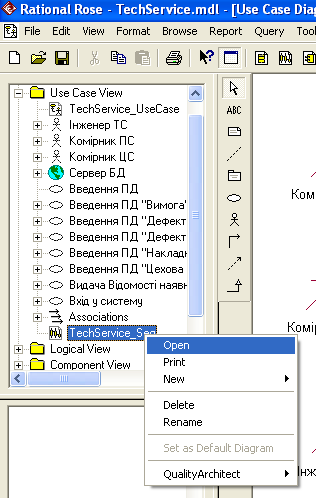 Rational Rose - TechService.mdl - [Use Case Dia
File Edit View Format Browse Report Query Tools
Use Case View
TechService_UseCase
Інженер ТС
Комірник ПС
Комірник ЦС
Сервер БД
Введення ПД
Введення ПД "Вимога"
Введення ПД "Дефект
Введення ПД "Дефект
Введення ПД "Накладн
Введення ПД "Цехова
Видача Відомості наявн
Вхід у систему
Associations
TechService_Seq
Logical View
Component View
ABC
Ком
Комір
Інж
Open
Print
New
Delete
Rename
Set as Default Diagram
QualityArchitect